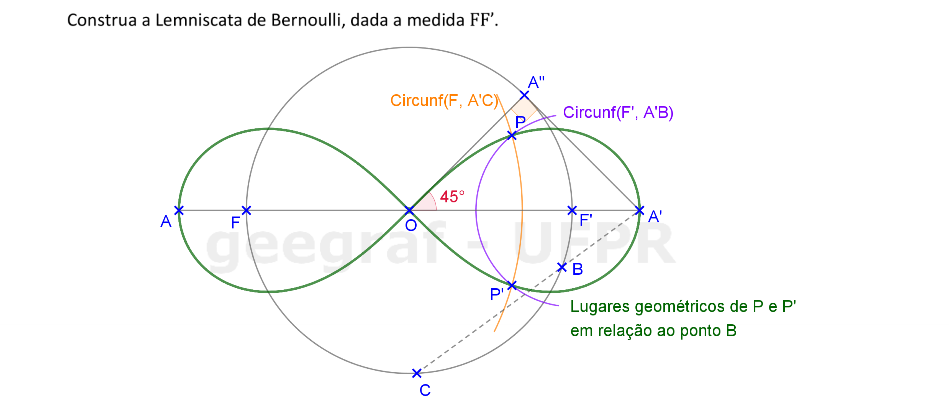 Construa a Lemniscata de Bernoulli, dada a medida FF’.
A"
Circunf(F, A'C)
Circunf(F', A'B)
P
45°
A
F
O
F'
A'
geegraf - UFPR
B
P'
Lugares geométricos de P e P'
em relação ao ponto B
C